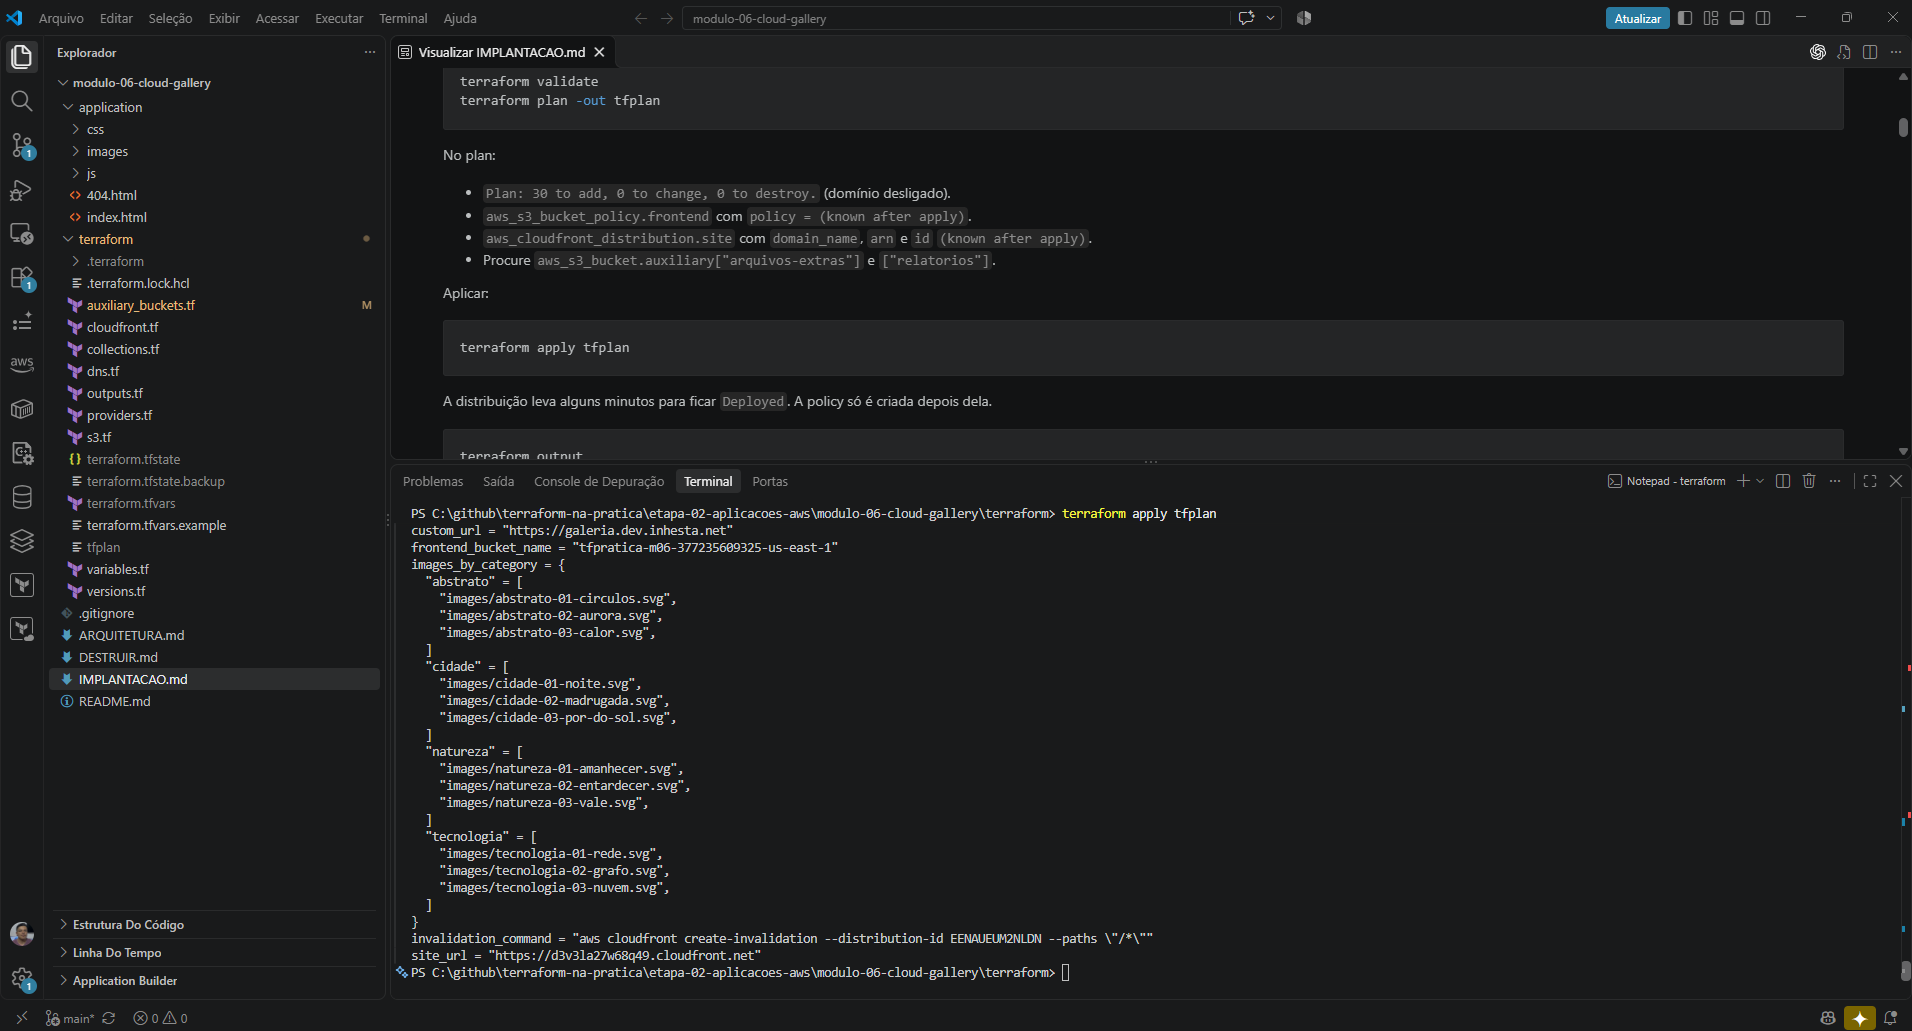 Arquivo Editar Seleção Exibir Acessar Executar Terminal Ajuda
modulo-06-cloud-gallery
Atualizar
Explorador
Visualizar IMPLANTACAO.md
modulo-06-cloud-gallery
application
css
images
js
404.html
index.html
terraform
.terraform
.terraform.lock.hcl
auxiliary_buckets.tf M
cloudfront.tf
collections.tf
dns.tf
outputs.tf
providers.tf
s3.tf
terraform.tfstate
terraform.tfstate.backup
terraform.tfvars
terraform.tfvars.example
tfplan
variables.tf
versions.tf
.gitignore
ARQUITETURA.md
DESTRUIR.md
IMPLANTACAO.md
README.md
Estrutura Do Código
Linha Do Tempo
Application Builder
1
1
aws
1
terraform validate
terraform plan -out tfplan
No plan:
Plan: 30 to add, 0 to change, 0 to destroy. (domínio desligado).
aws_s3_bucket_policy.frontend com policy = (known after apply).
aws_cloudfront_distribution.site com domain_name, arn e id (known after apply).
Procure aws_s3_bucket.auxiliary["arquivos-extras"] e ["relatorios"].
Aplicar:
terraform apply tfplan
A distribuição leva alguns minutos para ficar Deployed. A policy só é criada depois dela.
terraform output
Problemas Saída Console de Depuração Terminal Portas
Notepad - terraform
PS C:\github\terraform-na-pratica\etapa-02-aplicacoes-aws\modulo-06-cloud-gallery\terraform> terraform apply tfplan
custom_url = "https://galeria.dev.inhesta.net"
frontend_bucket_name = "tfpratica-m06-377235609325-us-east-1"
images_by_category = {
"abstrato" = [
"images/abstrato-01-circulos.svg",
"images/abstrato-02-aurora.svg",
"images/abstrato-03-calor.svg",
]
"cidade" = [
"images/cidade-01-noite.svg",
"images/cidade-02-madrugada.svg",
"images/cidade-03-por-do-sol.svg",
]
"natureza" = [
"images/natureza-01-amanhecer.svg",
"images/natureza-02-entardecer.svg",
"images/natureza-03-vale.svg",
]
"tecnologia" = [
"images/tecnologia-01-rede.svg",
"images/tecnologia-02-grafo.svg",
"images/tecnologia-03-nuvem.svg",
]
}
invalidation_command = "aws cloudfront create-invalidation --distribution-id EENAUEUM2NLDN --paths \"/*\""
site_url = "https://d3v3la27w68q49.cloudfront.net"
PS C:\github\terraform-na-pratica\etapa-02-aplicacoes-aws\modulo-06-cloud-gallery\terraform>
main* 0 0